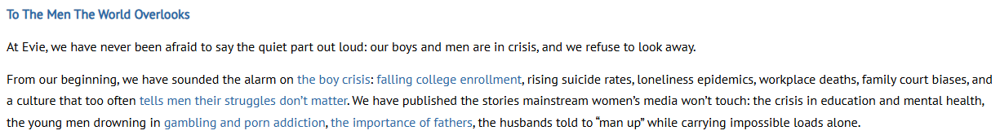 To The Men The World Overlooks
At Evie, we have never been afraid to say the quiet part out loud: our boys and men are in crisis, and we refuse to look away.
From our beginning, we have sounded the alarm on the boy crisis: falling college enrollment, rising suicide rates, loneliness epidemics, workplace deaths, family court biases, and
a culture that too often tells men their struggles don’t matter. We have published the stories mainstream women’s media won’t touch: the crisis in education and mental health,
the young men drowning in gambling and porn addiction, the importance of fathers, the husbands told to “man up” while carrying impossible loads alone.